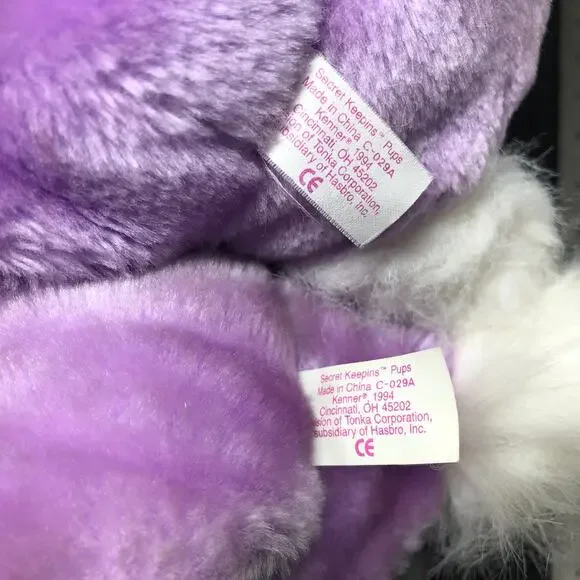 Secret Keepins™ Pups
Made in China C-029A
Kenner® 1994
Cincinnati, OH 45202
sion of Tonka Corporation,
subsidiary of Hasbro, Inc.
CE
Secret Keepins™ Pups
Made in China C-029A
Kenner®, 1994
Cincinnati, OH 45202
ision of Tonka Corporation,
subsidiary of Hasbro, Inc.
CE